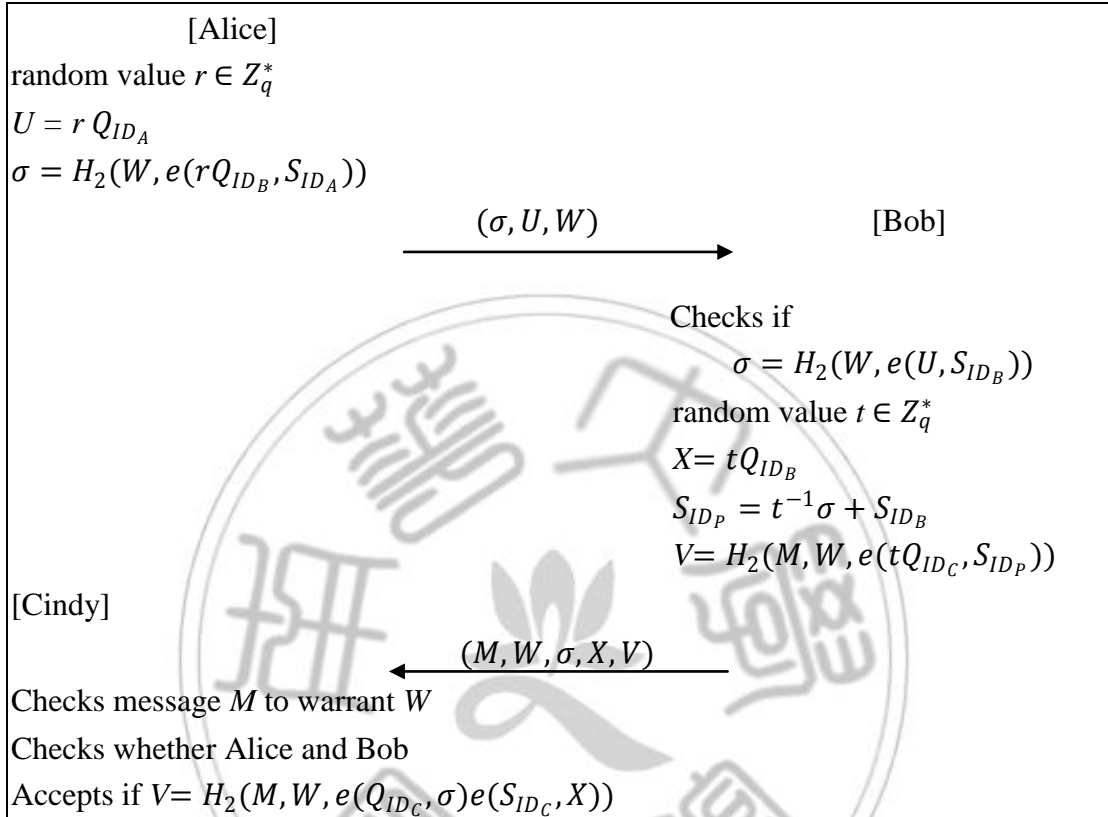 [Alice]
random value r ∈ Z_q^*
U = r Q_{ID_A}
σ = H_2(W, e(rQ_{ID_B}, S_{ID_A}))
(σ, U, W) [Bob]
Checks if
σ = H_2(W, e(U, S_{ID_B}))
random value t ∈ Z_q^*
X= tQ_{ID_B}
S_{ID_P} = t^{-1}σ + S_{ID_B}
V= H_2(M, W, e(tQ_{ID_C}, S_{ID_P}))
[Cindy]
(M, W, σ, X, V)
Checks message M to warrant W
Checks whether Alice and Bob
Accepts if V= H_2(M, W, e(Q_{ID_C}, σ)e(S_{ID_C}, X))